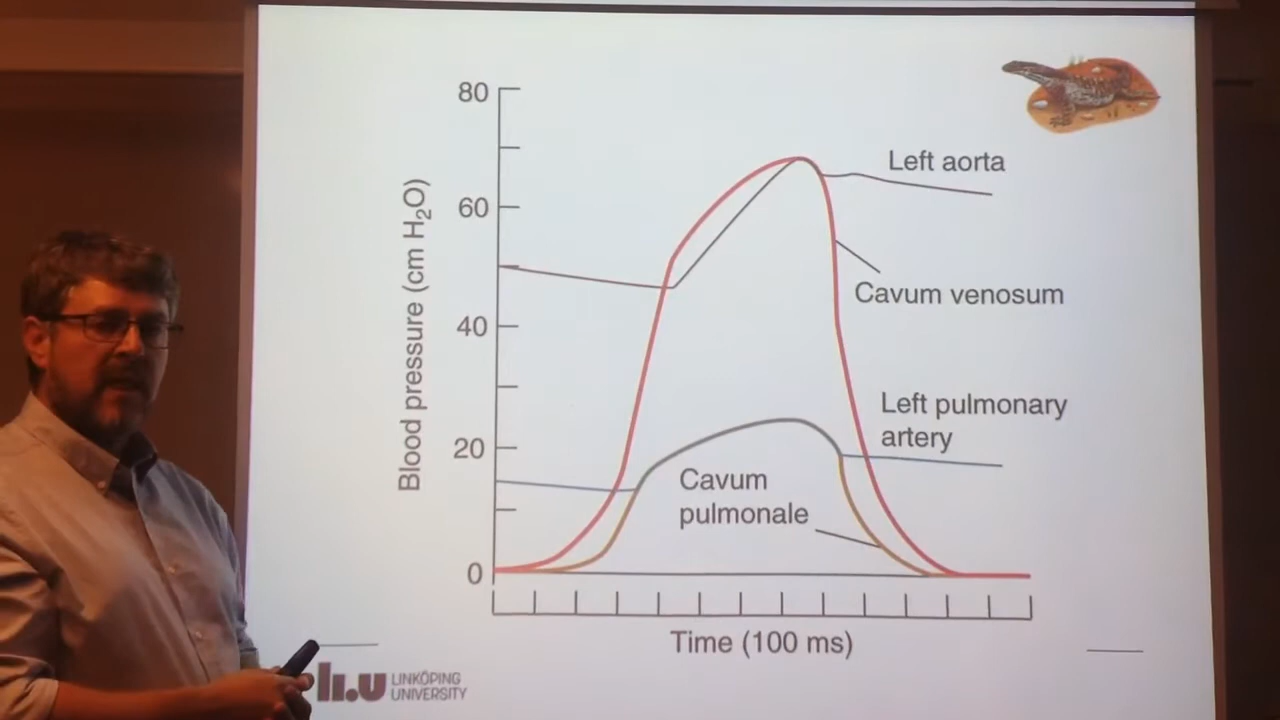 80
60
40
20
0
Blood pressure (cm H₂O)
Left aorta
Cavum venosum
Left pulmonary
artery
Cavum
pulmonale
Time (100 ms)
li.u LINKÖPING
UNIVERSITY